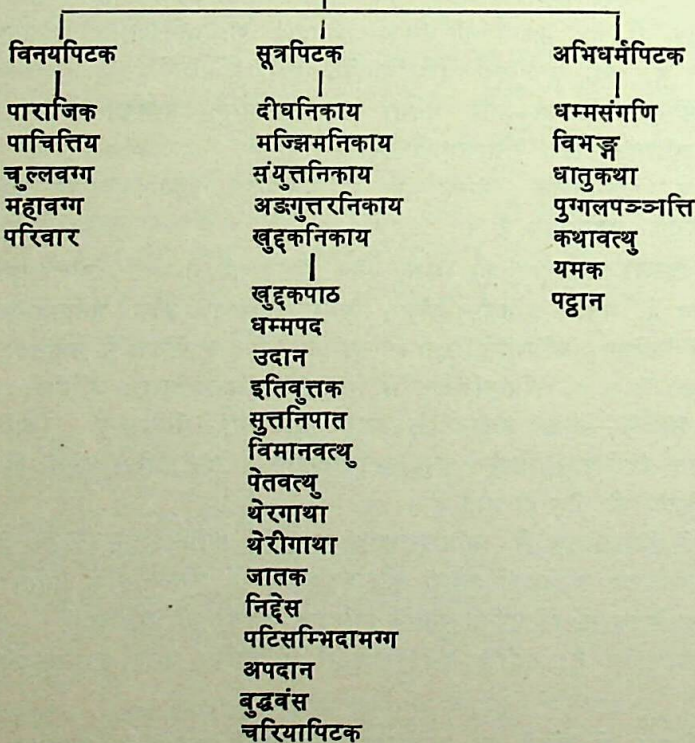 विनयपिटक
पाराजिक
पाचित्तिय
चुल्लवग्ग
महावग्ग
परिवार
सूत्रपिटक
दीघनिकाय
मज्झिमनिकाय
संयुत्तनिकाय
अङगुत्तरनिकाय
खुद्दकनिकाय
खुद्दकपाठ
धम्मपद
उदान
इतिवुत्तक
सुत्तनिपात
विमानवत्थु
पेतवत्थु
थेरगाथा
थेरीगाथा
जातक
निद्देस
पटिसम्भिदामग्ग
अपदान
बुद्धवंस
चरियापिटक
अभिधर्मपिटक
धम्मसंगणि
विभङ्ग
धातुकथा
पुग्गलपञ्ञत्ति
कथावत्थु
यमक
पट्ठान